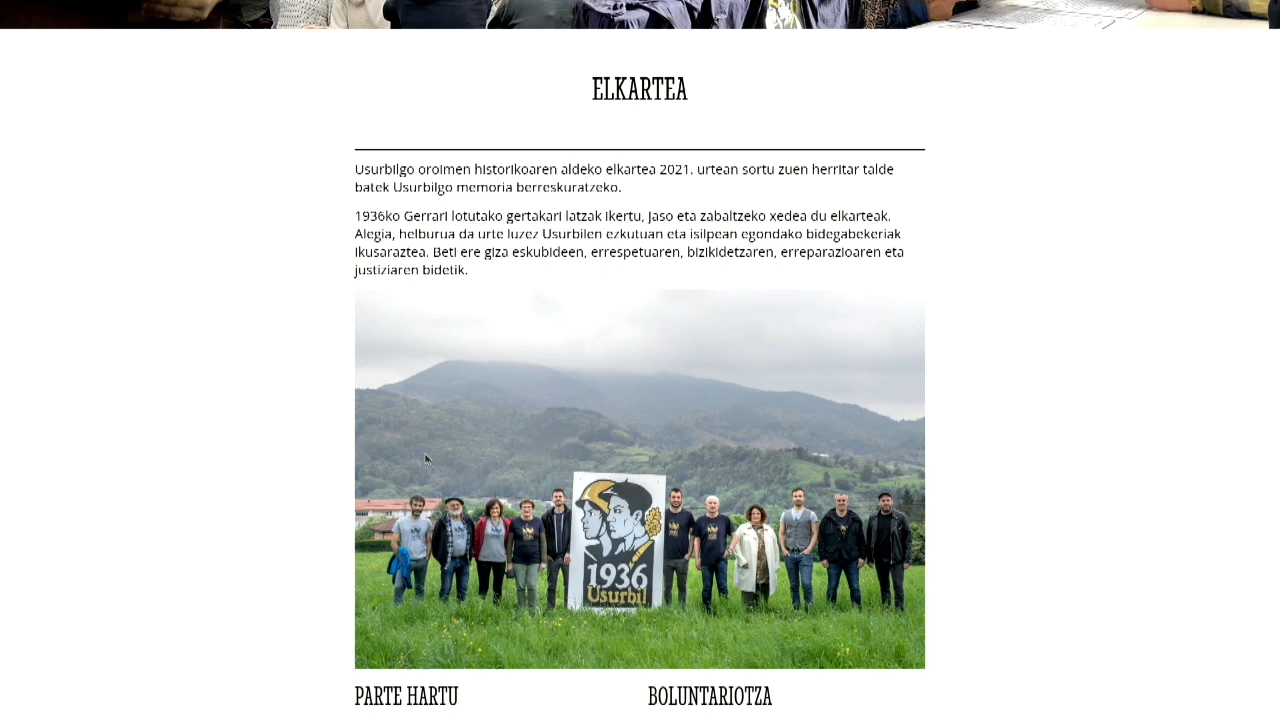 ELKARTEA
Usurbilgo oroimen historikoaren aldeko elkartea 2021. urtean sortu zuen herritar talde
batek Usurbilgo memoria berreskuratzeko.
1936ko Gerrari lotutako gertakari latzak ikertu, jaso eta zabaltzeko xedea du elkarteak.
Alegia, helburua da urte luzez Usurbilen ezkutuan eta isilpean egondako bidegabekeriak
ikusaraztea. Beti ere giza eskubideen, errespetuaren, bizikidetzaren, erreparazioaren eta
justiziaren bidetik.
1936
Usurbil
PARTE HARTU
BOLUNTARIOTZA